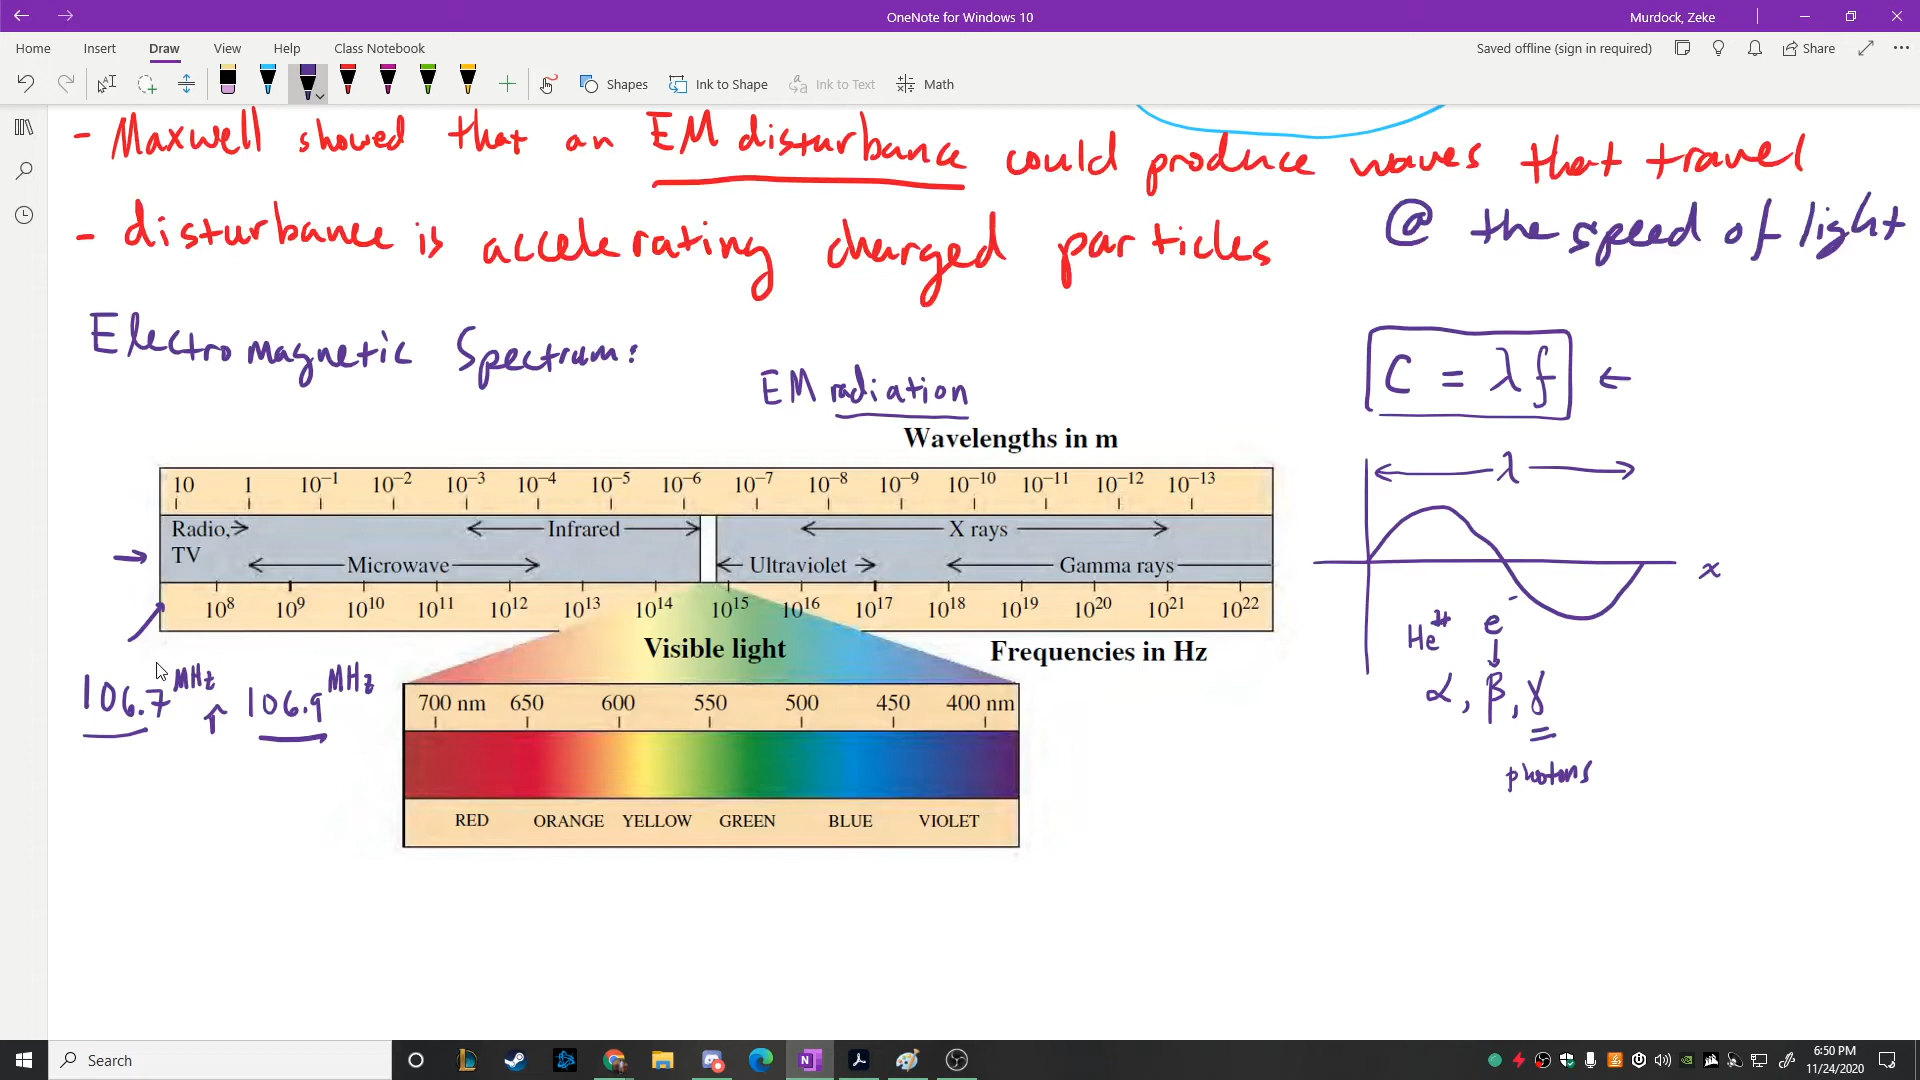 OneNote for Windows 10
Murdock, Zeke
Home Insert Draw View Help Class Notebook
Saved offline (sign in required)
Share
Shapes Ink to Shape Ink to Text Math
- Maxwell showed that an EM disturbance could produce waves that travel
@ the speed of light
- disturbance is accelerating charged particles
Electromagnetic Spectrum:
EM radiation
C = λf ←
Wavelengths in m
10 1 10⁻¹ 10⁻² 10⁻³ 10⁻⁴ 10⁻⁵ 10⁻⁶ 10⁻⁷ 10⁻⁸ 10⁻⁹ 10⁻¹⁰ 10⁻¹¹ 10⁻¹² 10⁻¹³
Radio, Infrared X rays
TV Microwave Ultraviolet Gamma rays
10⁸ 10⁹ 10¹⁰ 10¹¹ 10¹² 10¹³ 10¹⁴ 10¹⁵ 10¹⁶ 10¹⁷ 10¹⁸ 10¹⁹ 10²⁰ 10²¹ 10²²
Visible light
Frequencies in Hz
106.7 MHz ↑ 106.9 MHz
700 nm 650 600 550 500 450 400 nm
RED ORANGE YELLOW GREEN BLUE VIOLET
λ
x
He e⁻
α, β, γ
photons
Search
6:50 PM
11/24/2020